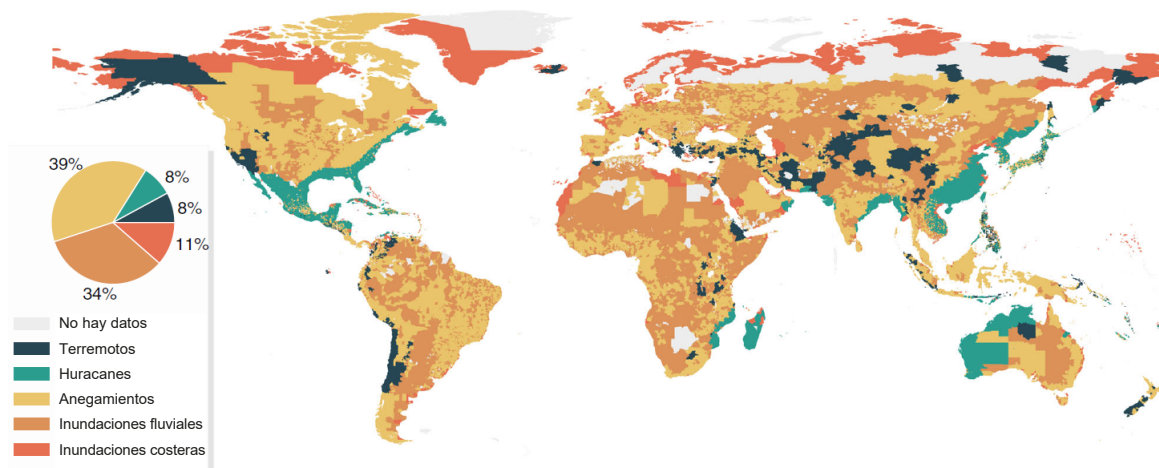 39%
8%
8%
11%
34%
No hay datos
Terremotos
Huracanes
Anegamientos
Inundaciones fluviales
Inundaciones costeras